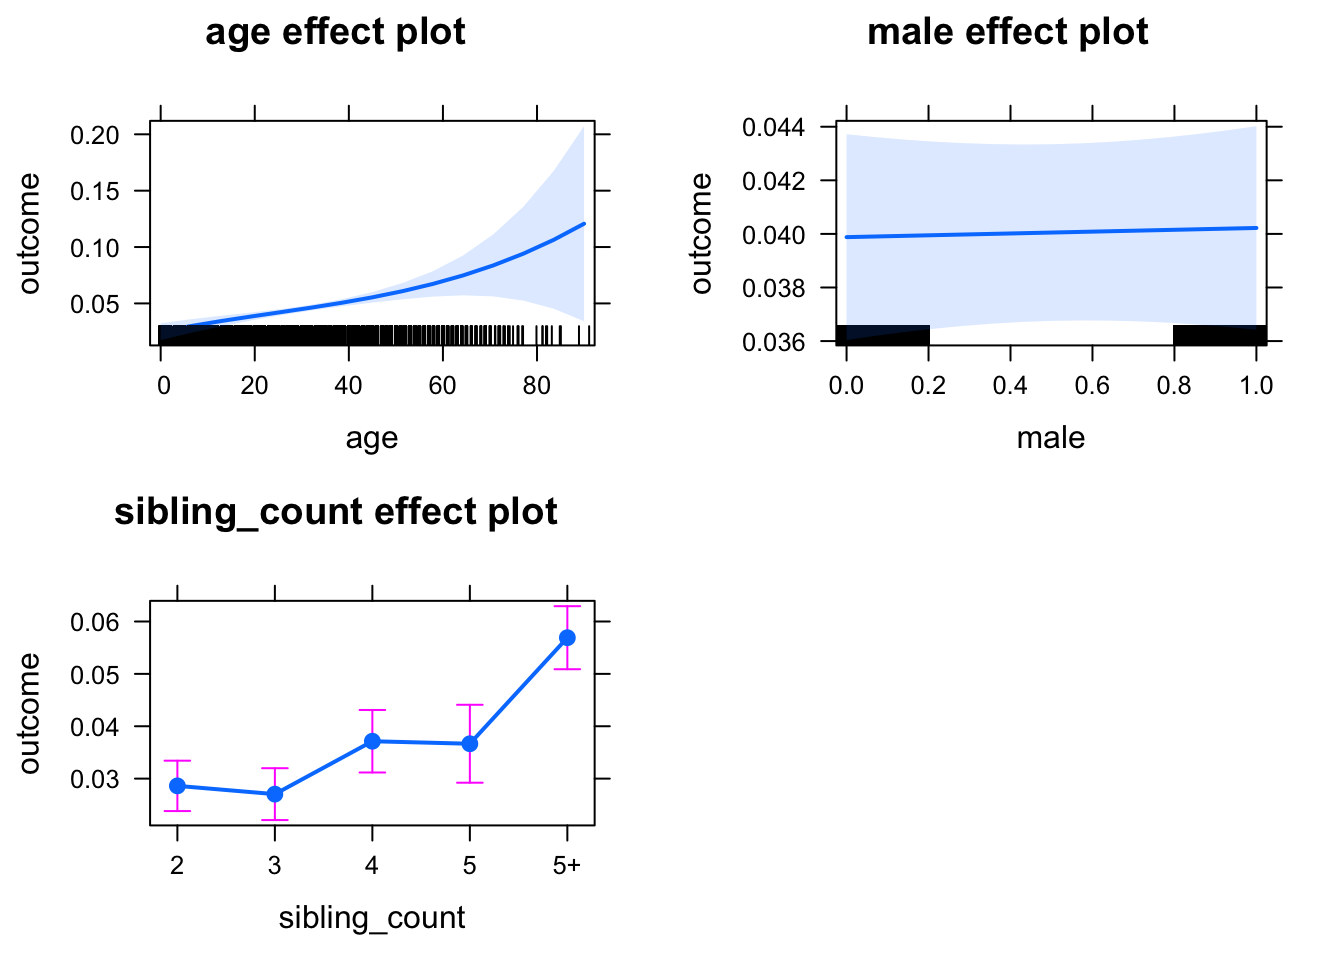 age effect plot
outcome
0.20
0.15
0.10
0.05
0 20 40 60 80
age
male effect plot
outcome
0.044
0.042
0.040
0.038
0.036
0.0 0.2 0.4 0.6 0.8 1.0
male
sibling_count effect plot
outcome
0.06
0.05
0.04
0.03
2 3 4 5 5+
sibling_count